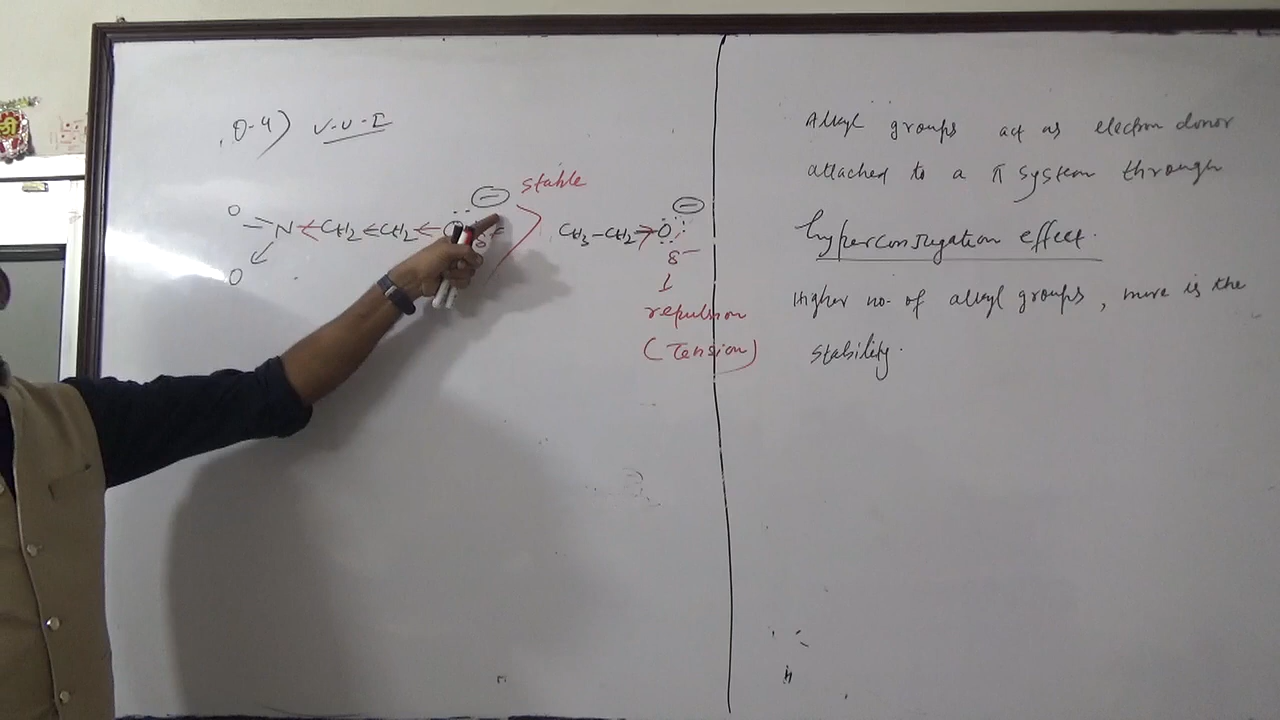 Q-4) V.V.I
stable
O
=N←CH2←CH2←O δ+ > CH3-CH2→O
O
δ-
repulsion
(Tension)
Alkyl groups act as electron donor
attached to a π system through
hyperconjugation effect.
Higher no. of alkyl groups, more is the
stability.
ली